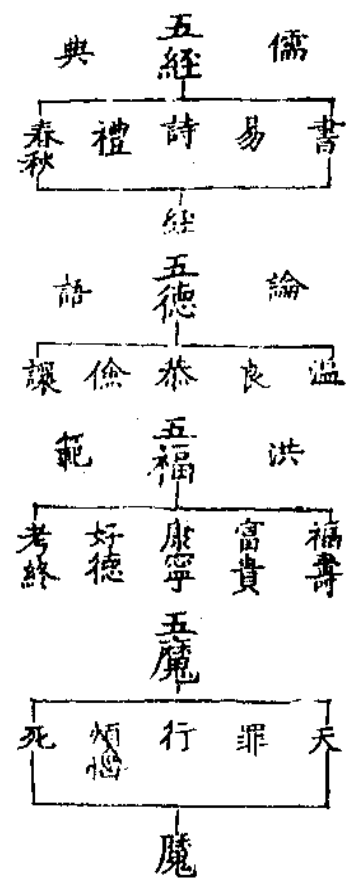 儒 五經 典
書 易 詩 禮 春秋
経
論 五德 語
温 良 恭 儉 讓
洪 五福 範
福壽 富貴 康寧 好德 考終
五魔
天 罪 行 煩惱 死
魔